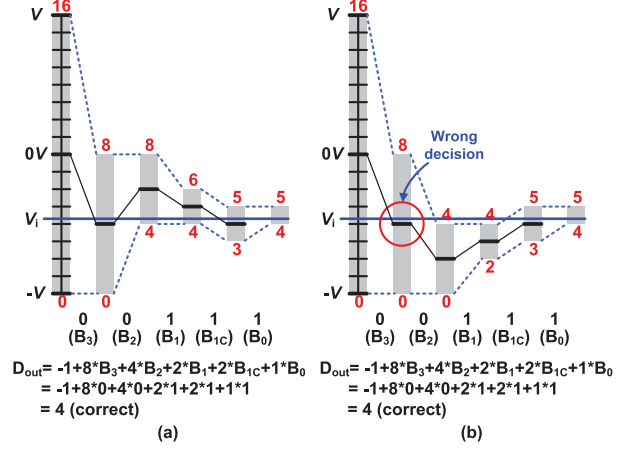 V
16
8
8
0V
6
5
5
Vi
4
4
4
3
-V
0
0
0 0 1 1 1
(B3) (B2) (B1) (B1C) (B0)
Dout= -1+8*B3+4*B2+2*B1+2*B1C+1*B0
= -1+8*0+4*0+2*1+2*1+1*1
= 4 (correct)
(a)
V
16
Wrong
decision
8
0V
5
5
4
4
Vi
4
3
2
-V
0
0
0
0 0 1 1 1
(B3) (B2) (B1) (B1C) (B0)
Dout= -1+8*B3+4*B2+2*B1+2*B1C+1*B0
= -1+8*0+4*0+2*1+2*1+1*1
= 4 (correct)
(b)